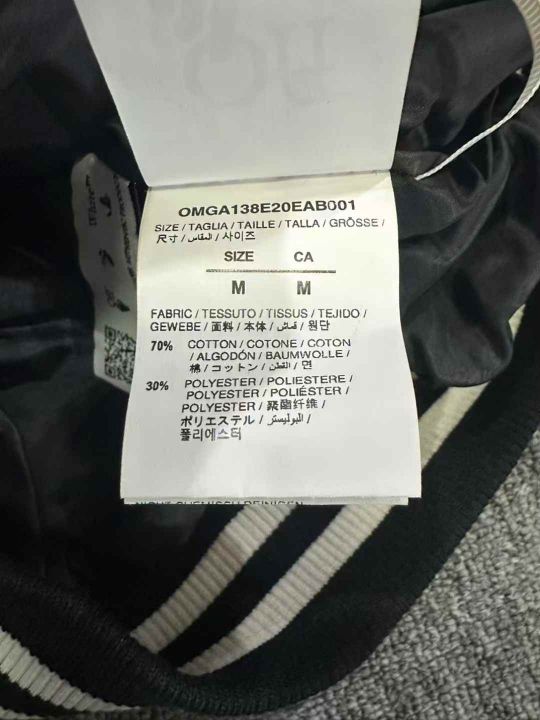 OMGA138E20EAB001
SIZE / TAGLIA / TAILLE / TALLA / GRÖSSE /
尺寸 / المقاس / 사이즈
SIZE CA
M M
FABRIC / TESSUTO / TISSUS / TEJIDO /
GEWEBE / 面料 / 本体 / قماش / 원단
70% COTTON / COTONE / COTON
/ ALGODÓN / BAUMWOLLE /
棉 / コットン / القطن / 면
30% POLYESTER / POLIESTERE /
POLYESTER / POLIÉSTER /
POLYESTER / 聚酯纤维 /
ポリエステル / البوليستر /
폴리에스터
NICHT CHEMISCH REINIGEN